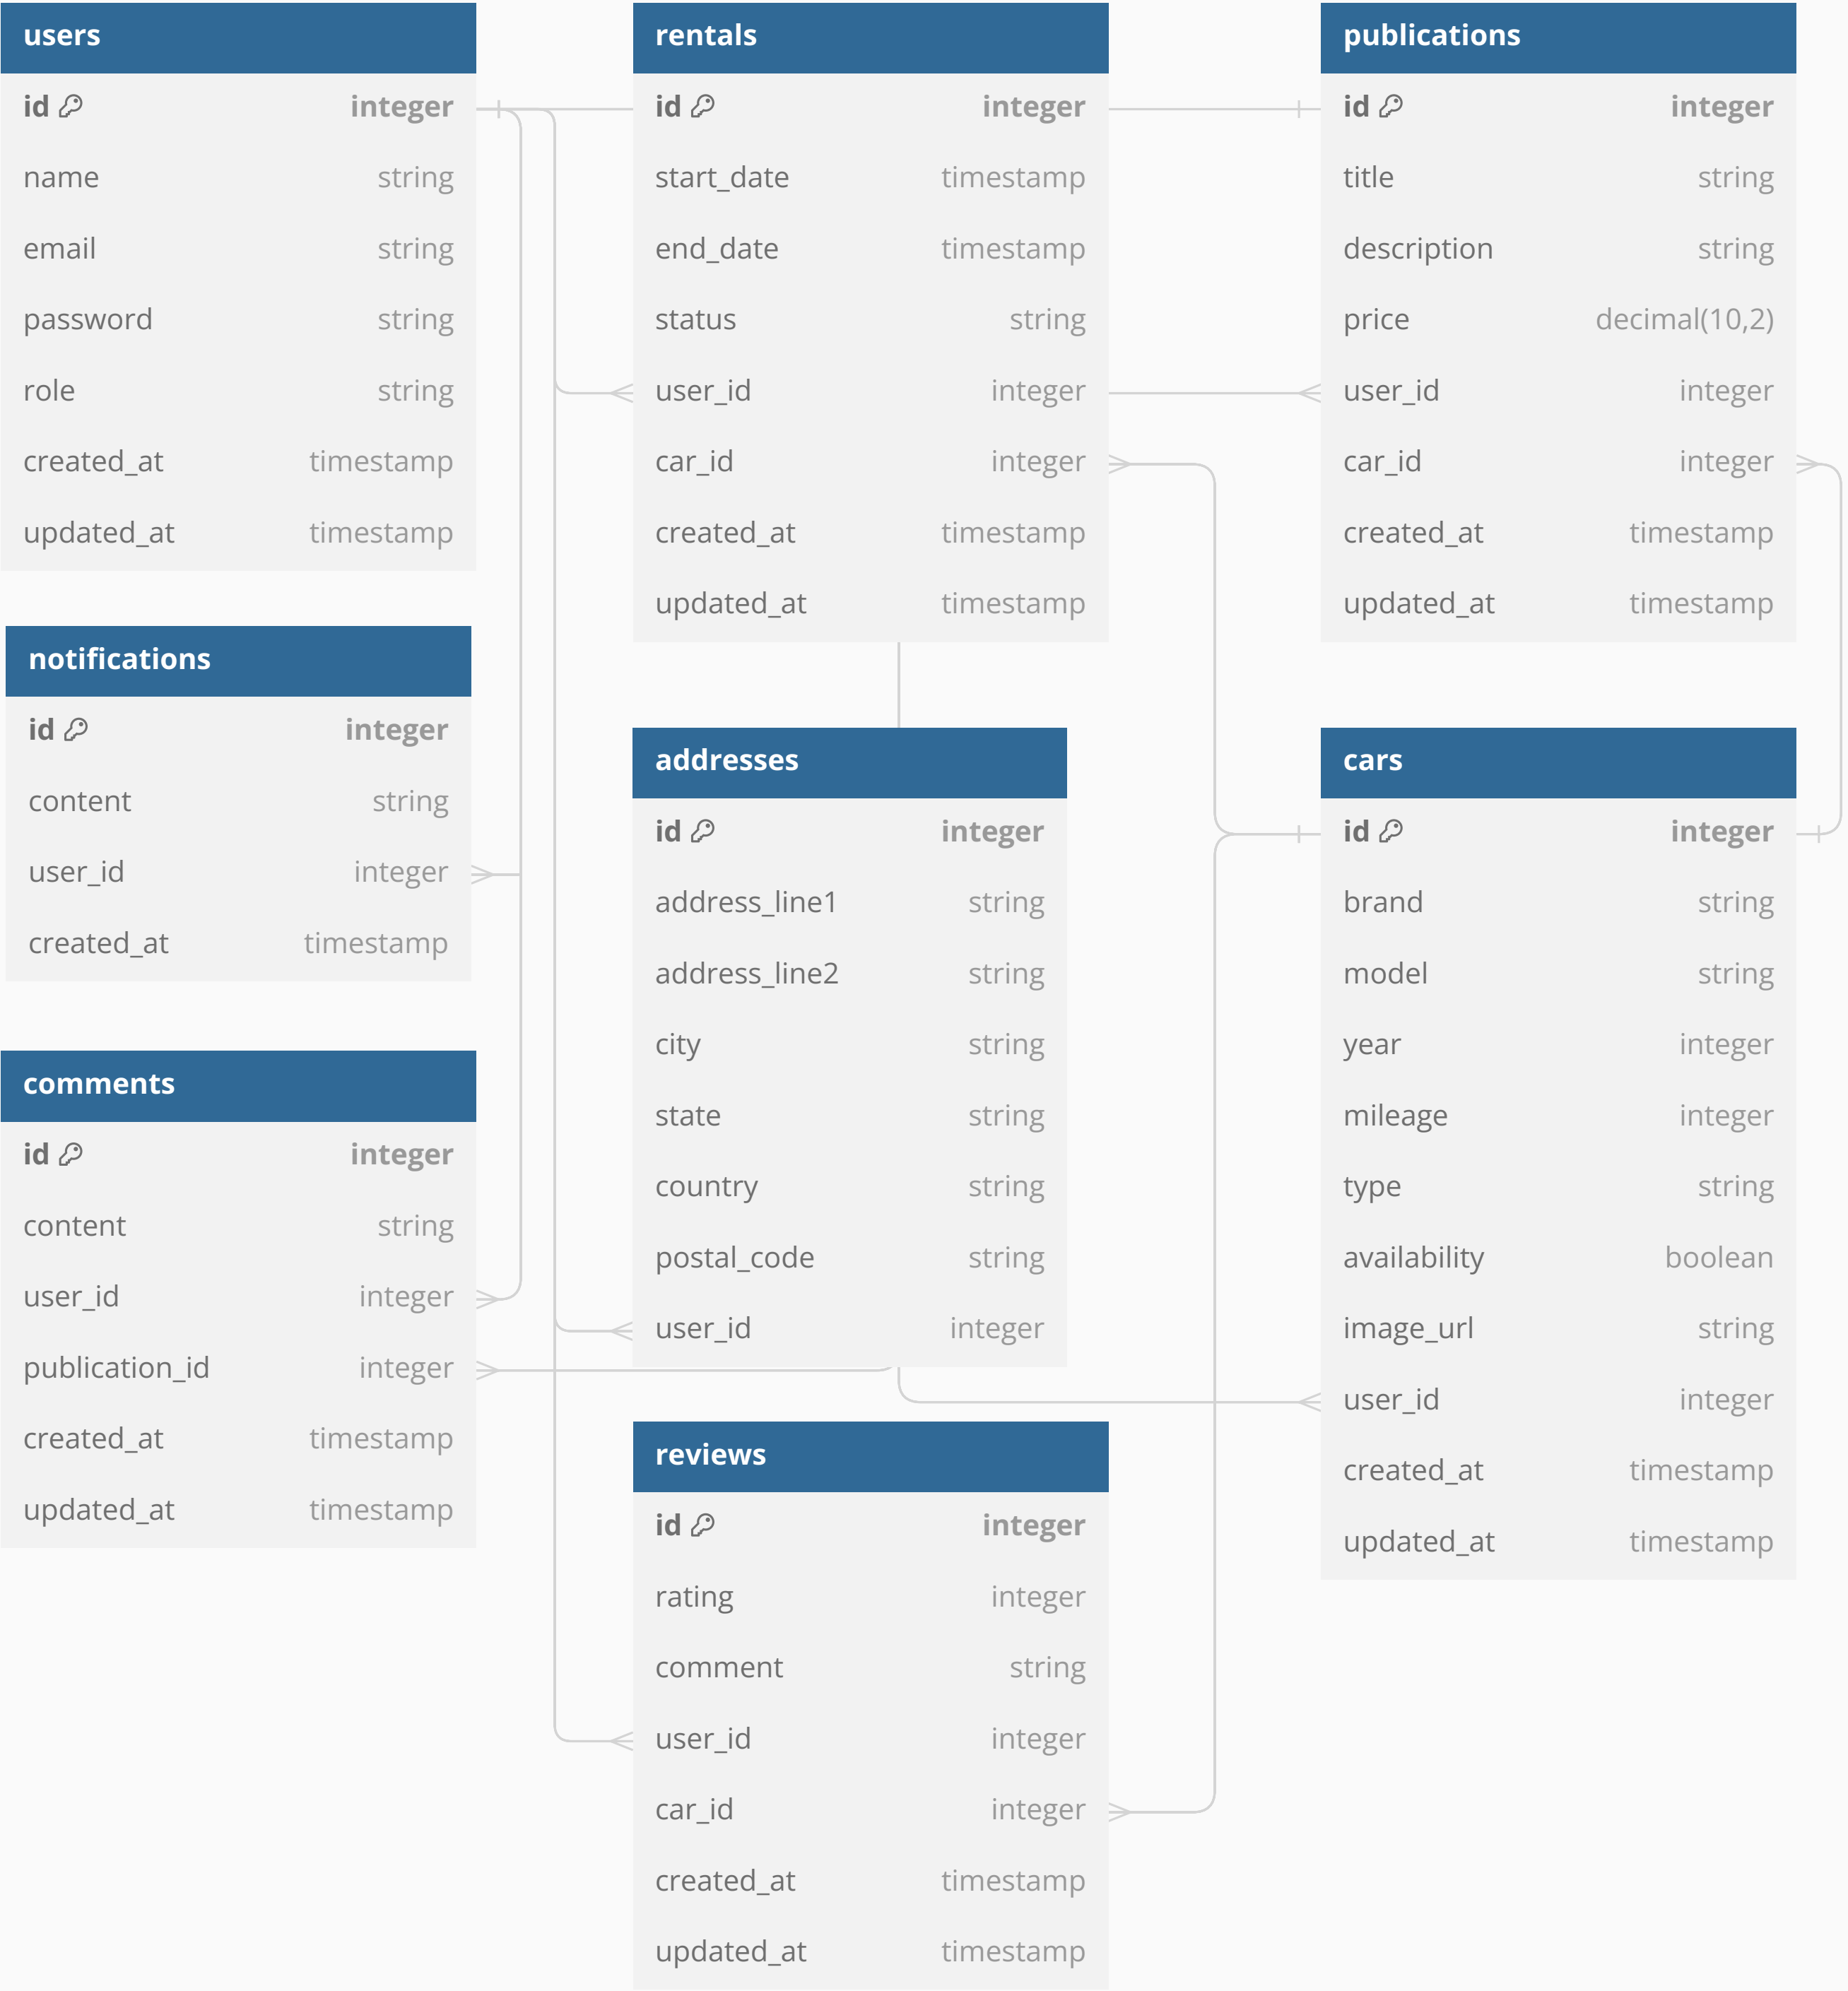 users
id integer
name string
email string
password string
role string
created_at timestamp
updated_at timestamp
notifications
id integer
content string
user_id integer
created_at timestamp
comments
id integer
content string
user_id integer
publication_id integer
created_at timestamp
updated_at timestamp
rentals
id integer
start_date timestamp
end_date timestamp
status string
user_id integer
car_id integer
created_at timestamp
updated_at timestamp
addresses
id integer
address_line1 string
address_line2 string
city string
state string
country string
postal_code string
user_id integer
reviews
id integer
rating integer
comment string
user_id integer
car_id integer
created_at timestamp
updated_at timestamp
publications
id integer
title string
description string
price decimal(10,2)
user_id integer
car_id integer
created_at timestamp
updated_at timestamp
cars
id integer
brand string
model string
year integer
mileage integer
type string
availability boolean
image_url string
user_id integer
created_at timestamp
updated_at timestamp